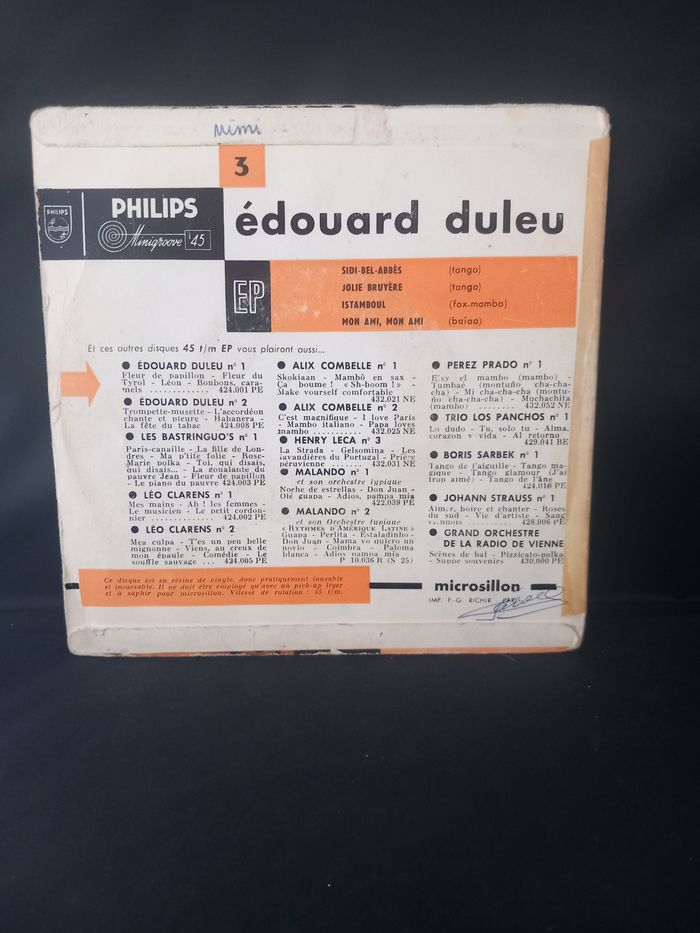 Mimi
3
PHILIPS
PHILIPS
Minigroove 45
édouard duleu
EP
SIDI-BEL-ABBÈS (tango)
JOLIE BRUYÈRE (tango)
ISTAMBOUL (fox-mambo)
MON AMI, MON AMI (baïao)
Et ces autres disques 45 t/m EP vous plairont aussi...
● ÉDOUARD DULEU n° 1
Fleur de papillon - Fleur du
Tyrol - Léon - Bonbons, cara-
mels .............. 424.001 PE
● ÉDOUARD DULEU n° 2
Trompette-musette - L'accordéon
chante et pleure - Habanera -
La fête du tabac 424.008 PE
● LES BASTRINGUO'S n° 1
Paris-canaille - La fille de Lon-
dres - Ma p'tite folie - Rose-
Marie polka - Toi, qui disais,
qui disais... - La goualante du
pauvre Jean - Fleur de papillon
- Le piano du pauvre 424.003 PE
● LÉO CLARENS n° 1
Mes mains - Ah ! les femmes -
Le musicien - Le petit cordon-
nier .............. 424.002 PE
● LÉO CLARENS n° 2
Mea culpa - T'es un peu belle
mignonne - Viens, au creux de
mon épaule - Comédie - Le
souffle sauvage ... 424.005 PE
● ALIX COMBELLE n° 1
Skokiaan - Mambo en sax -
Ça boume ! « Sh-boom ! » -
Make yourself comfortable
432.021 NE
● ALIX COMBELLE n° 2
C'est magnifique - I love Paris
- Mambo italiano - Papa loves
mambo ............ 432.025 NE
● HENRY LECA n° 3
La Strada - Gelsomina - Les
lavandières du Portugal - Prière
péruvienne ....... 432.031 NE
● MALANDO n° 1
et son orchestre typique
Noche de estrellas - Don Juan -
Olé guapa - Adios, pampa mia
422.039 PE
● MALANDO n° 2
et son Orchestre typique
« RYTHMES D'AMÉRIQUE LATINE »
Guapa - Perlita - Estaladinho -
Don Juan - Mama yo quiero un
novio - Coimbra - Paloma
blanca - Adios pampa mia
P 10.036 R (S 25)
● PEREZ PRADO n° 1
mambo (mambo) -
Tumbaé (montuño cha-cha-
cha) - Mi cha-cha-cha (montu-
ño cha-cha-cha) - Muchachita
(mambo) ........ 432.052 NE
● TRIO LOS PANCHOS n° 1
Lo dudo - Tu, solo tu - Alma,
corazon y vida - Al retorno
429.041 BE
● BORIS SARBEK n° 1
Tango de l'aiguille - Tango ma-
gique - Tango glamour (J'ai
trop aimé) - Tango de l'âne
424.010 PE
● JOHANN STRAUSS n° 1
Aimer, boire et chanter - Roses
du sud - Vie d'artiste - Sang
viennois ........ 428.006 PE
● GRAND ORCHESTRE
DE LA RADIO DE VIENNE
Scènes de bal - Pizzicato-polka
- Suppe souvenirs 430.000 PE
Ce disque est en résine de vinyle, donc pratiquement inusable
et incassable. Il ne doit être employé qu'avec un pick-up léger
et à saphir pour microsillon. Vitesse de rotation : 45 t/m.
microsillon
IMP. F.-G. RICHIR